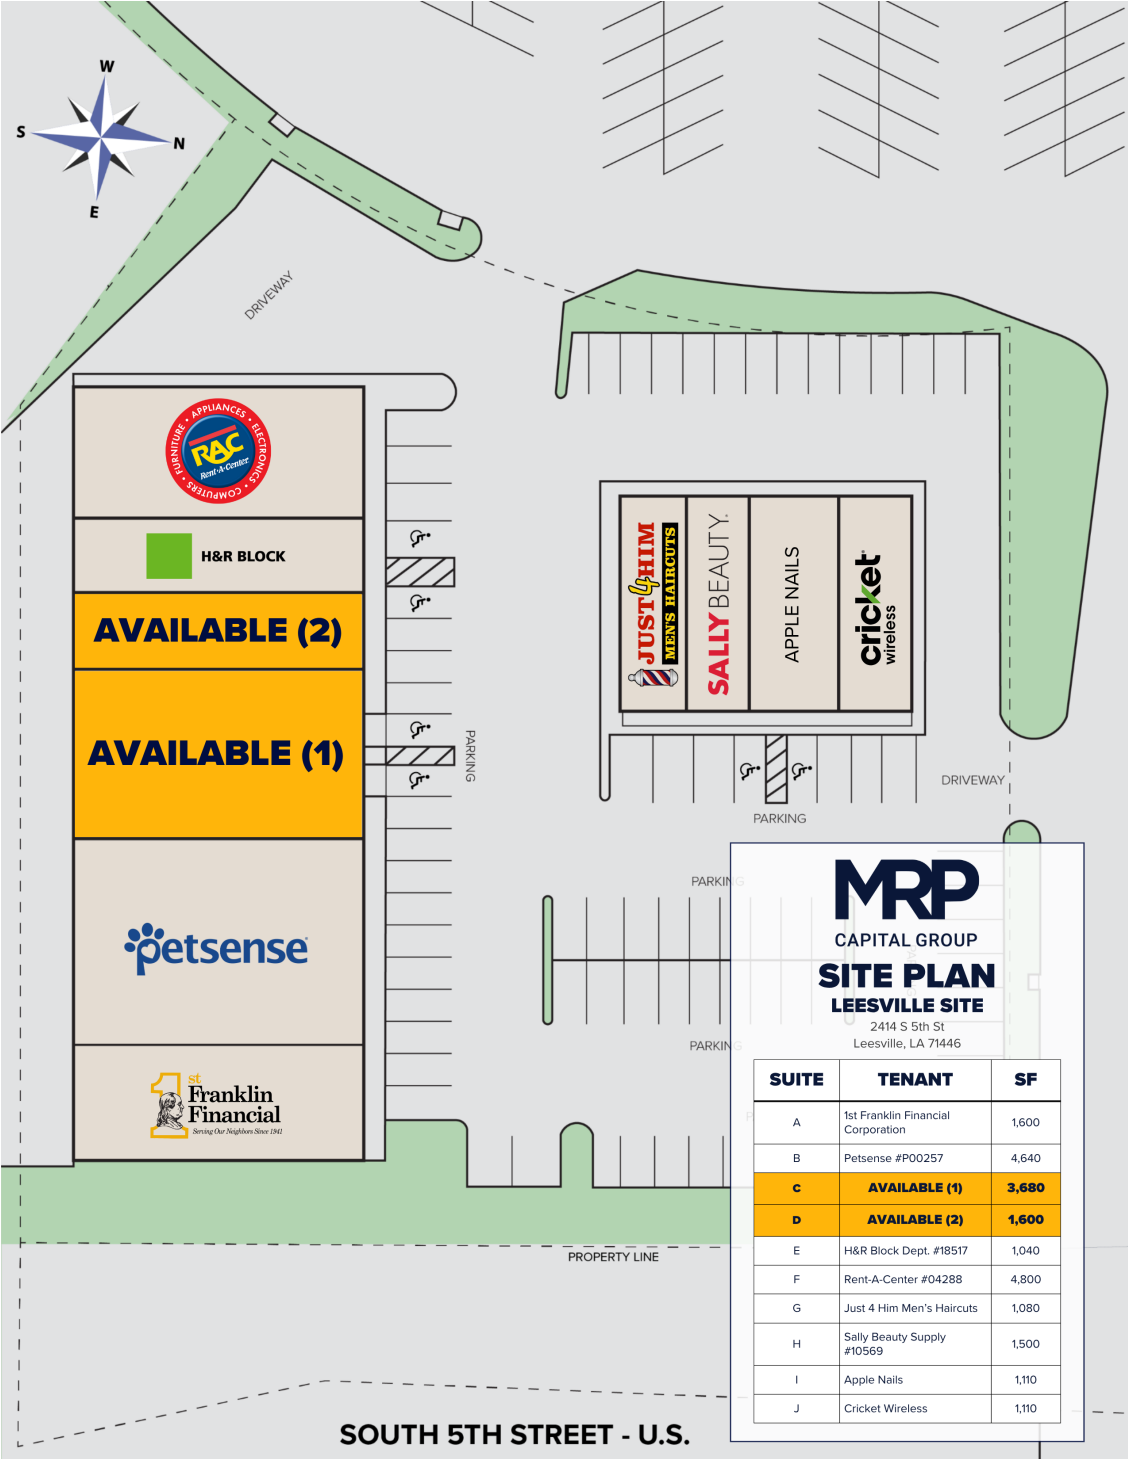 W
S
N
E
DRIVEWAY
FURNITURE • APPLIANCES • ELECTRONICS • COMPUTERS •
RAC
Rent-A-Center
H&R BLOCK
AVAILABLE (2)
AVAILABLE (1)
PARKING
petsense
1st
Franklin
Financial
Serving Our Neighbors Since 1941
JUST 4 HIM
MEN'S HAIRCUTS
SALLY BEAUTY
APPLE NAILS
cricket
wireless
DRIVEWAY
PARKING
PARKING
PARKING
PROPERTY LINE
SOUTH 5TH STREET - U.S.
MRP
CAPITAL GROUP
SITE PLAN
LEESVILLE SITE
2414 S 5th St
Leesville, LA 71446
SUITE TENANT SF
A 1st Franklin Financial Corporation 1,600
B Petsense #P00257 4,640
C AVAILABLE (1) 3,680
D AVAILABLE (2) 1,600
E H&R Block Dept. #18517 1,040
F Rent-A-Center #04288 4,800
G Just 4 Him Men's Haircuts 1,080
H Sally Beauty Supply #10569 1,500
I Apple Nails 1,110
J Cricket Wireless 1,110